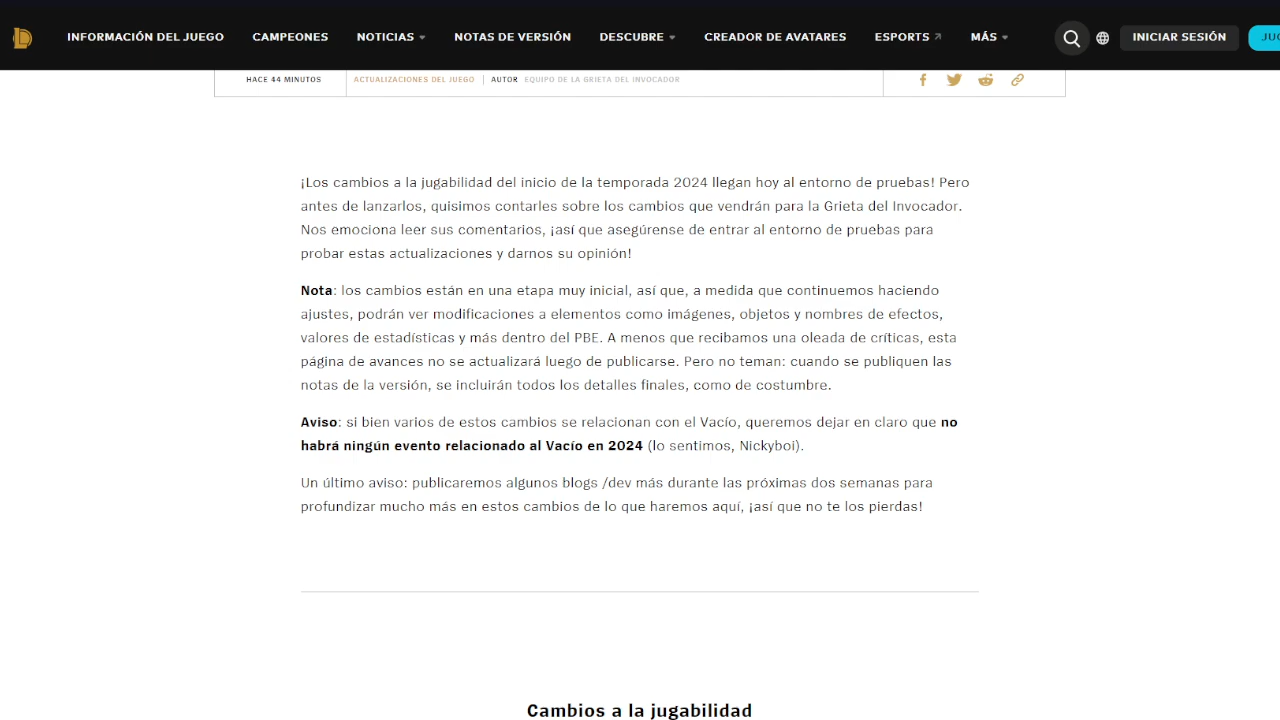 INFORMACIÓN DEL JUEGO CAMPEONES NOTICIAS NOTAS DE VERSIÓN DESCUBRE CREADOR DE AVATARES ESPORTS MÁS INICIAR SESIÓN
HACE 44 MINUTOS ACTUALIZACIONES DEL JUEGO | AUTOR EQUIPO DE LA GRIETA DEL INVOCADOR
¡Los cambios a la jugabilidad del inicio de la temporada 2024 llegan hoy al entorno de pruebas! Pero
antes de lanzarlos, quisimos contarles sobre los cambios que vendrán para la Grieta del Invocador.
Nos emociona leer sus comentarios, ¡así que asegúrense de entrar al entorno de pruebas para
probar estas actualizaciones y darnos su opinión!
Nota: los cambios están en una etapa muy inicial, así que, a medida que continuemos haciendo
ajustes, podrán ver modificaciones a elementos como imágenes, objetos y nombres de efectos,
valores de estadísticas y más dentro del PBE. A menos que recibamos una oleada de críticas, esta
página de avances no se actualizará luego de publicarse. Pero no teman: cuando se publiquen las
notas de la versión, se incluirán todos los detalles finales, como de costumbre.
Aviso: si bien varios de estos cambios se relacionan con el Vacío, queremos dejar en claro que no
habrá ningún evento relacionado al Vacío en 2024 (lo sentimos, Nickyboi).
Un último aviso: publicaremos algunos blogs /dev más durante las próximas dos semanas para
profundizar mucho más en estos cambios de lo que haremos aquí, ¡así que no te los pierdas!
Cambios a la jugabilidad